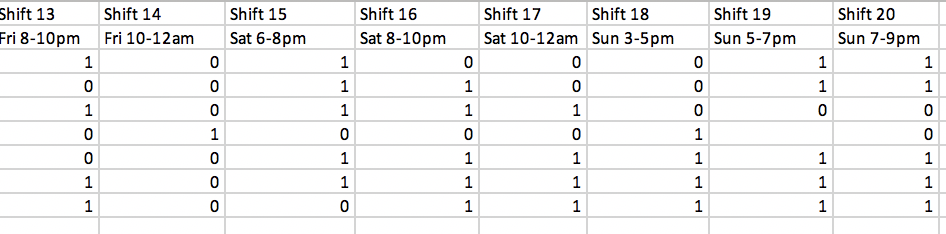 Shift 13 Shift 14 Shift 15 Shift 16 Shift 17 Shift 18 Shift 19 Shift 20
Fri 8-10pm Fri 10-12am Sat 6-8pm Sat 8-10pm Sat 10-12am Sun 3-5pm Sun 5-7pm Sun 7-9pm
1 0 1 0 0 0 1 1
0 0 1 1 0 0 1 1
1 0 1 1 1 0 0 0
0 1 0 0 0 1 0
0 0 1 1 1 1 1 1
1 0 1 1 1 1 1 1
1 0 0 1 1 1 1 1